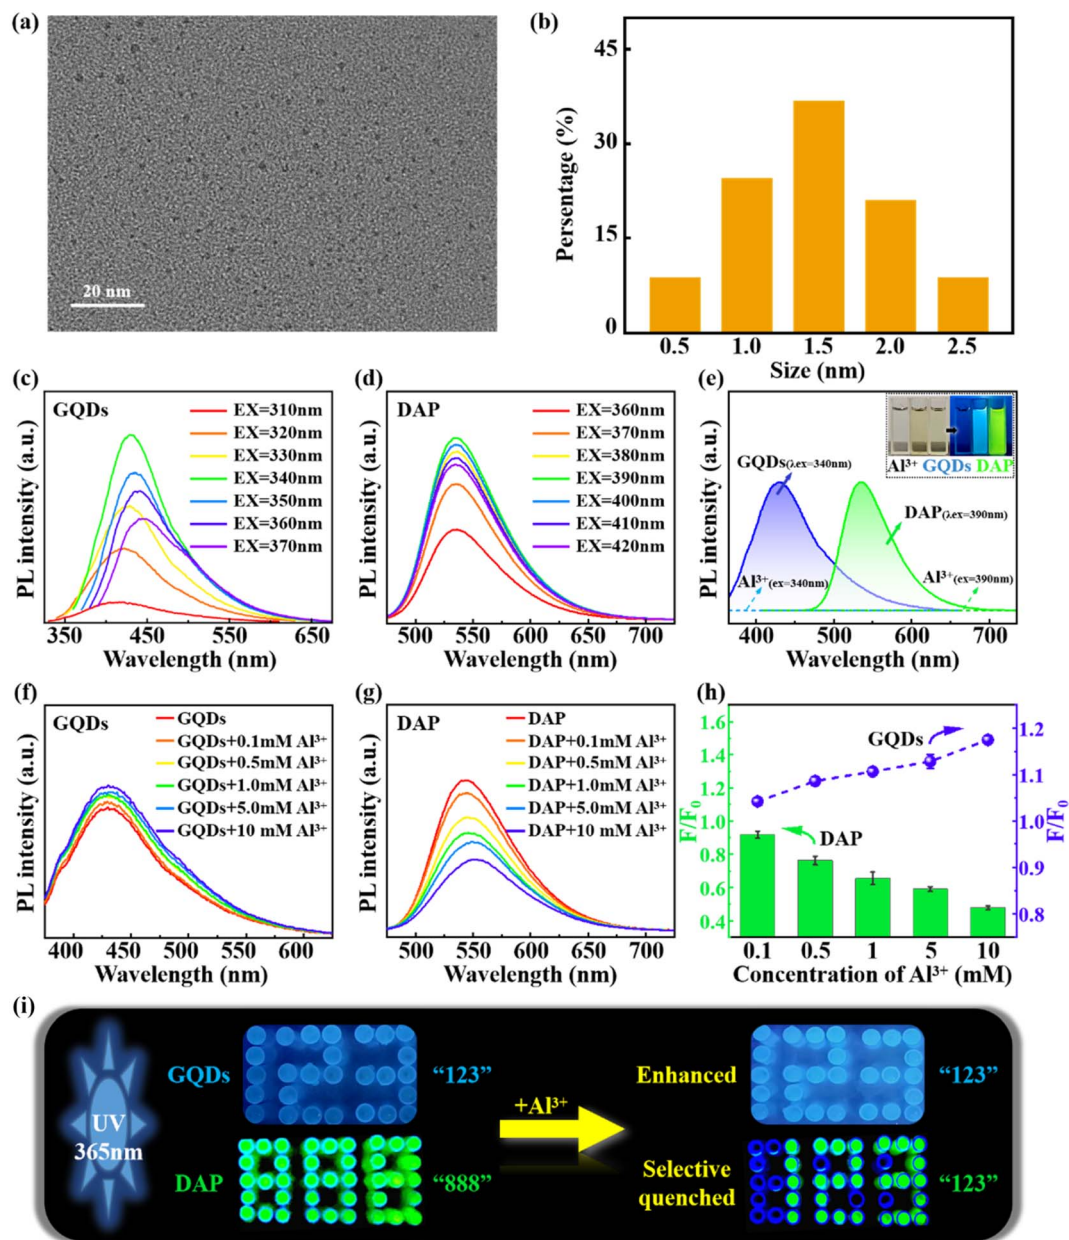 (a)
20 nm
(b)
Persentage (%)
45
30
15
0
0.5 1.0 1.5 2.0 2.5
Size (nm)
(c)
GQDs
EX=310nm
EX=320nm
EX=330nm
EX=340nm
EX=350nm
EX=360nm
EX=370nm
PL intensity (a.u.)
350 450 550 650
Wavelength (nm)
(d)
DAP
EX=360nm
EX=370nm
EX=380nm
EX=390nm
EX=400nm
EX=410nm
EX=420nm
PL intensity (a.u.)
500 550 600 650 700
Wavelength (nm)
(e)
Al³⁺ GQDs DAP
GQDs(λex=340nm)
DAP(λex=390nm)
Al³⁺(ex=340nm)
Al³⁺(ex=390nm)
PL intensity (a.u.)
400 500 600 700
Wavelength (nm)
(f)
GQDs
GQDs
GQDs+0.1mM Al³⁺
GQDs+0.5mM Al³⁺
GQDs+1.0mM Al³⁺
GQDs+5.0mM Al³⁺
GQDs+10 mM Al³⁺
PL intensity (a.u.)
400 450 500 550 600
Wavelength (nm)
(g)
DAP
DAP
DAP+0.1mM Al³⁺
DAP+0.5mM Al³⁺
DAP+1.0mM Al³⁺
DAP+5.0mM Al³⁺
DAP+10 mM Al³⁺
PL intensity (a.u.)
500 550 600 650 700
Wavelength (nm)
(h)
F/F₀
1.6
1.4
1.2
1.0
0.8
0.6
0.4
GQDs
DAP
1.2
1.1
1.0
0.9
0.8
F/F₀
0.1 0.5 1 5 10
Concentration of Al³⁺ (mM)
(i)
UV
365nm
GQDs
“123”
DAP
“888”
+Al³⁺
Enhanced
“123”
Selective
quenched
“123”